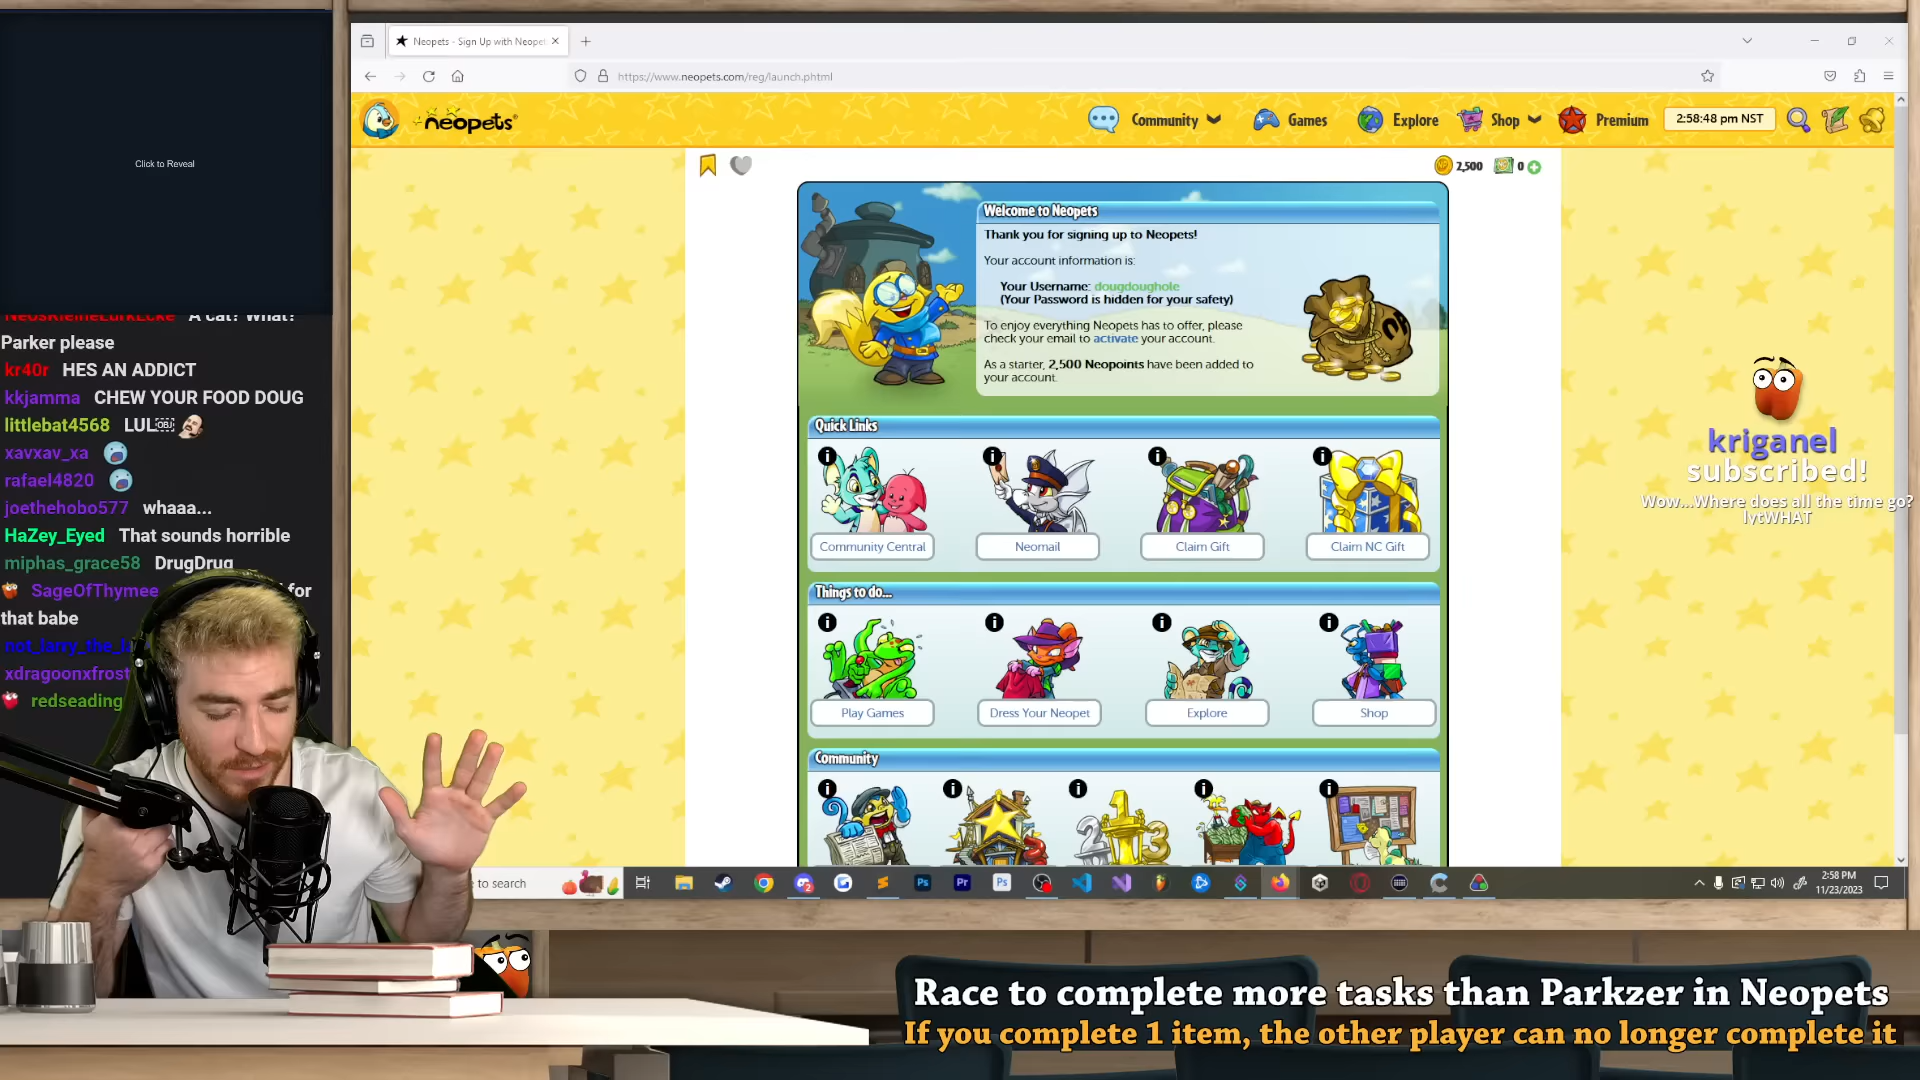 Neopets - Sign Up with Neopet
https://www.neopets.com/reg/launch.phtml
neopets
Community
Games
Explore
Shop
Premium
2:58:48 pm NST
2,500
0
Click to Reveal
A cat? What?
Parker please
kr40r HES AN ADDICT
kkjamma CHEW YOUR FOOD DOUG
littlebat4568 LUL
xavxav_xa
rafael4820
joethehobo577 whaaa...
HaZey_Eyed That sounds horrible
miphas_grace58 DrugDrug
SageOfThymee for
that babe
not_larry_the_
xdragoonxfrost
redseading
Welcome to Neopets
Thank you for signing up to Neopets!
Your account information is:
Your Username: dougdoughole
(Your Password is hidden for your safety)
To enjoy everything Neopets has to offer, please
check your email to activate your account.
As a starter, 2,500 Neopoints have been added to
your account.
Quick Links
Community Central
Neomail
Claim Gift
Claim NC Gift
Things to do...
Play Games
Dress Your Neopet
Explore
Shop
Community
kriganel
subscribed!
Wow...Where does all the time go?
lytWHAT
to search
2:58 PM
11/23/2023
Race to complete more tasks than Parkzer in Neopets
If you complete 1 item, the other player can no longer complete it